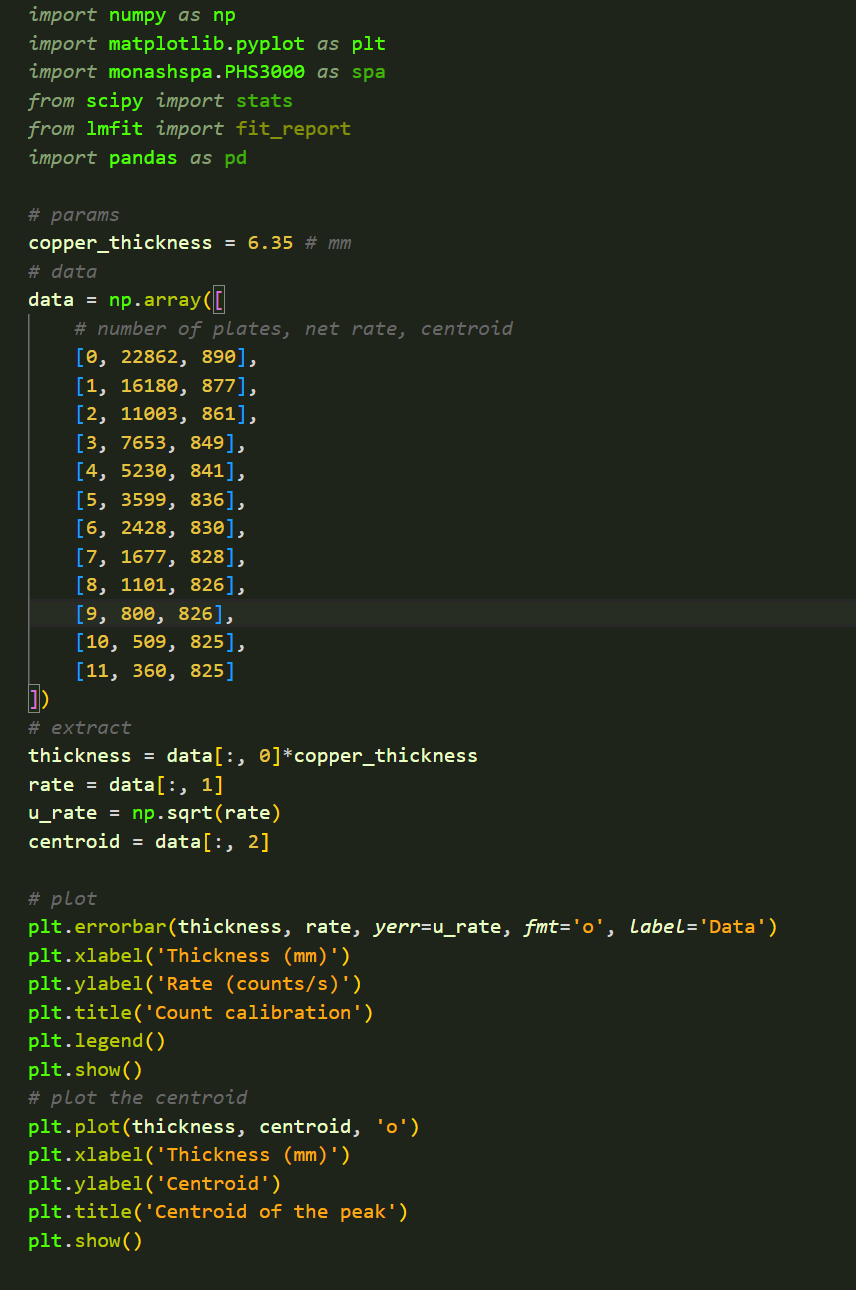 import numpy as np
import matplotlib.pyplot as plt
import monashspa.PHS3000 as spa
from scipy import stats
from lmfit import fit_report
import pandas as pd

# params
copper_thickness = 6.35 # mm
# data
data = np.array([
    # number of plates, net rate, centroid
    [0, 22862, 890],
    [1, 16180, 877],
    [2, 11003, 861],
    [3, 7653, 849],
    [4, 5230, 841],
    [5, 3599, 836],
    [6, 2428, 830],
    [7, 1677, 828],
    [8, 1101, 826],
    [9, 800, 826],
    [10, 509, 825],
    [11, 360, 825]
])
# extract
thickness = data[:, 0]*copper_thickness
rate = data[:, 1]
u_rate = np.sqrt(rate)
centroid = data[:, 2]

# plot
plt.errorbar(thickness, rate, yerr=u_rate, fmt='o', label='Data')
plt.xlabel('Thickness (mm)')
plt.ylabel('Rate (counts/s)')
plt.title('Count calibration')
plt.legend()
plt.show()
# plot the centroid
plt.plot(thickness, centroid, 'o')
plt.xlabel('Thickness (mm)')
plt.ylabel('Centroid')
plt.title('Centroid of the peak')
plt.show()